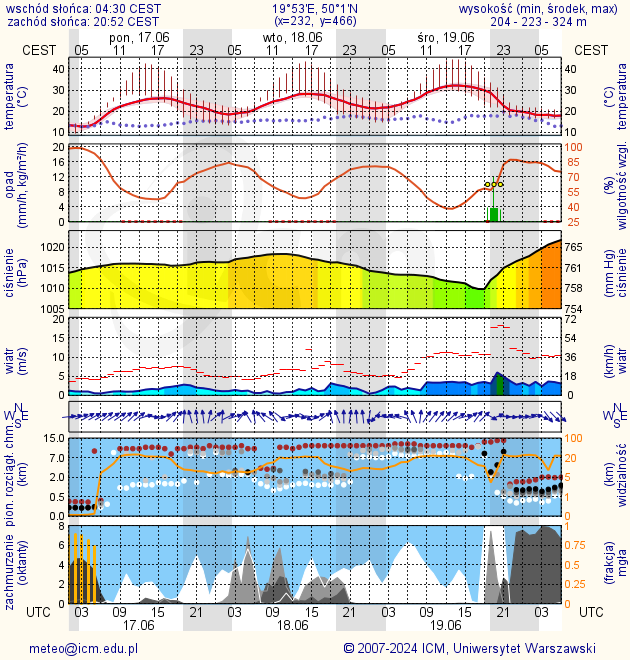 wschód słońca: 04:30 CEST
zachód słońca: 20:52 CEST
19°53'E, 50°1'N
(x=232, y=466)
wysokość (min, środek, max)
204 - 223 - 324 m
pon, 17.06 wto, 18.06 śro, 19.06
CEST 05 11 17 23 05 11 17 23 05 11 17 23 05 CEST
temperatura
(°C)
40
30
20
10
40
30
20
10
(°C)
temperatura
opad
(mm/h, kg/m²/h)
20
16
12
8
4
0
100
85
70
55
40
25
(%)
wilgotność wzgl.
ciśnienie
(hPa)
1020
1015
1010
1005
765
761
758
754
(mm Hg)
ciśnienie
wiatr
(m/s)
20
15
10
5
0
72
54
36
18
0
(km/h)
wiatr
N
W E
S
N
W E
S
pion. rozciągł. chm.
(km)
15.0
7.0
2.0
0.5
0.0
100
20
5
1
0
(km)
widzialność
zachmurzenie
(oktanty)
8
6
4
2
0
1
0.75
0.5
0.25
0
(frakcja)
mgła
UTC 03 09 15 21 03 09 15 21 03 09 15 21 03 UTC
17.06 18.06 19.06
meteo@icm.edu.pl
© 2007-2024 ICM, Uniwersytet Warszawski